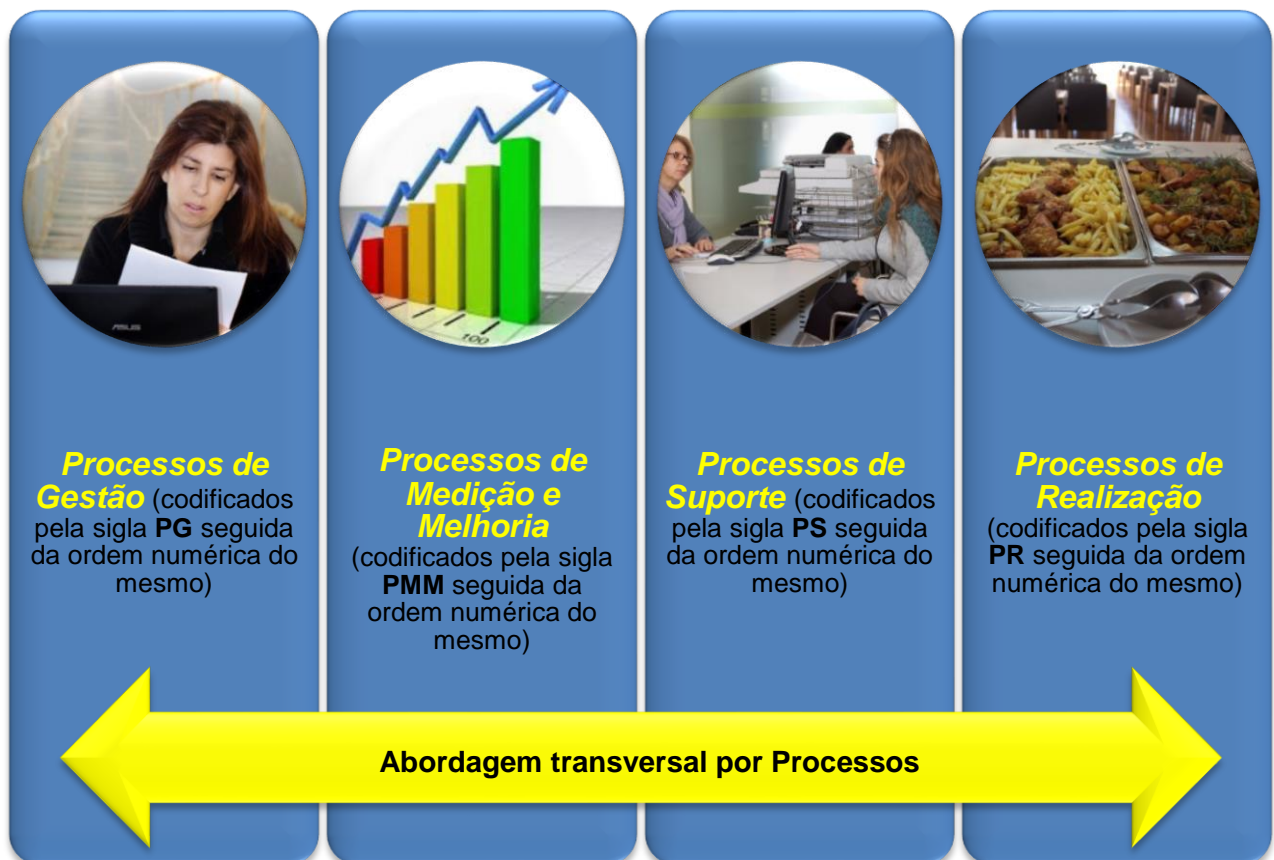 Processos de
Gestão (codificados
pela sigla PG seguida
da ordem numérica do
mesmo)
Processos de
Medição e
Melhoria
(codificados pela sigla
PMM seguida da
ordem numérica do
mesmo)
Processos de
Suporte (codificados
pela sigla PS seguida
da ordem numérica do
mesmo)
Processos de
Realização
(codificados pela sigla
PR seguida da ordem
numérica do mesmo)
Abordagem transversal por Processos
ASUS
100